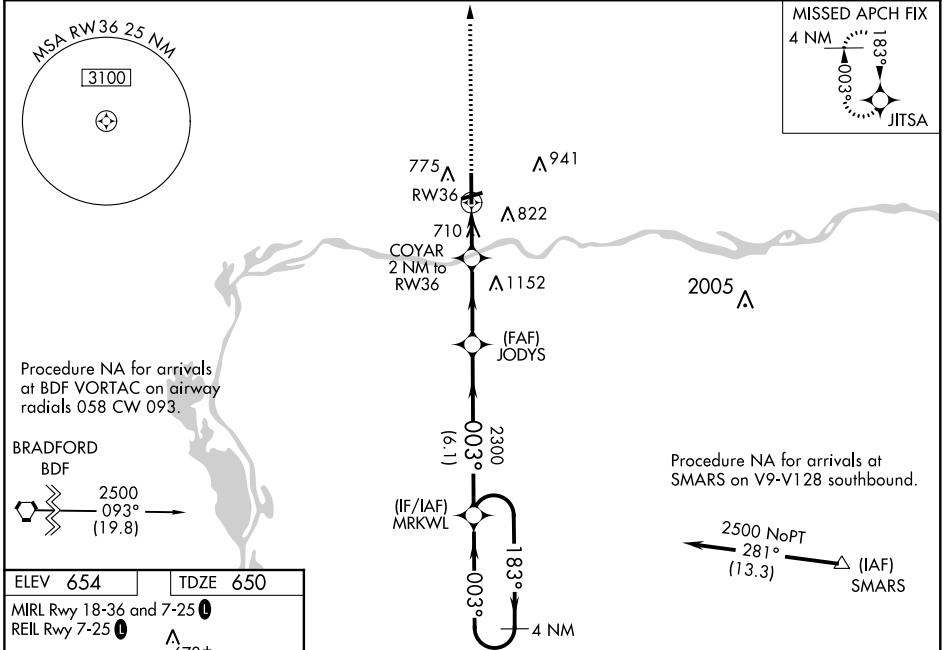 MSA RW36 25 NM
3100
MISSED APCH FIX
4 NM
183°
003°
JITSA
775
941
RW36
822
710
COYAR
2 NM to
RW36
1152
2005
(FAF)
JODYS
Procedure NA for arrivals
at BDF VORTAC on airway
radials 058 CW 093.
BRADFORD
BDF
2500
093°
(19.8)
2300
003°
(6.1)
(IF/IAF)
MRKWL
183°
003°
4 NM
Procedure NA for arrivals at
SMARS on V9-V128 southbound.
2500 NoPT
281°
(13.3)
(IAF)
SMARS
ELEV 654
TDZE 650
MIRL Rwy 18-36 and 7-25 L
REIL Rwy 7-25 L